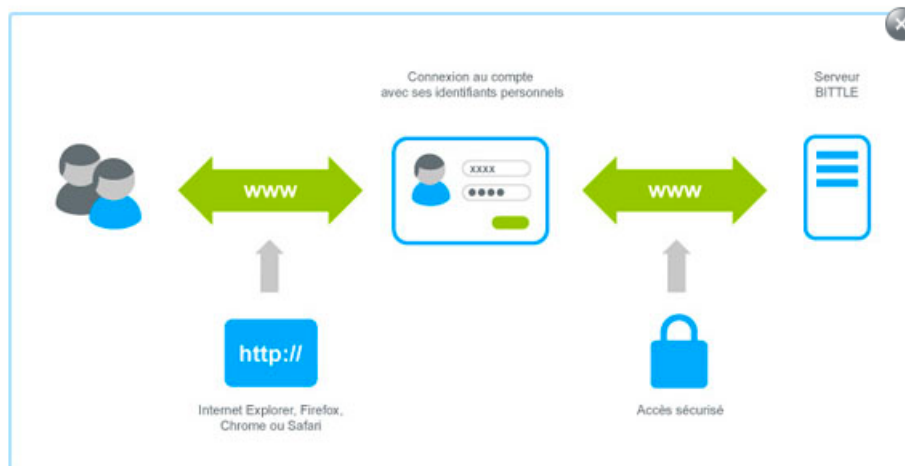 Connexion au compte
avec ses identifiants personnels
Serveur
BITTLE
www
xxxx
www
http://
Internet Explorer, Firefox,
Chrome ou Safari
Accès sécurisé